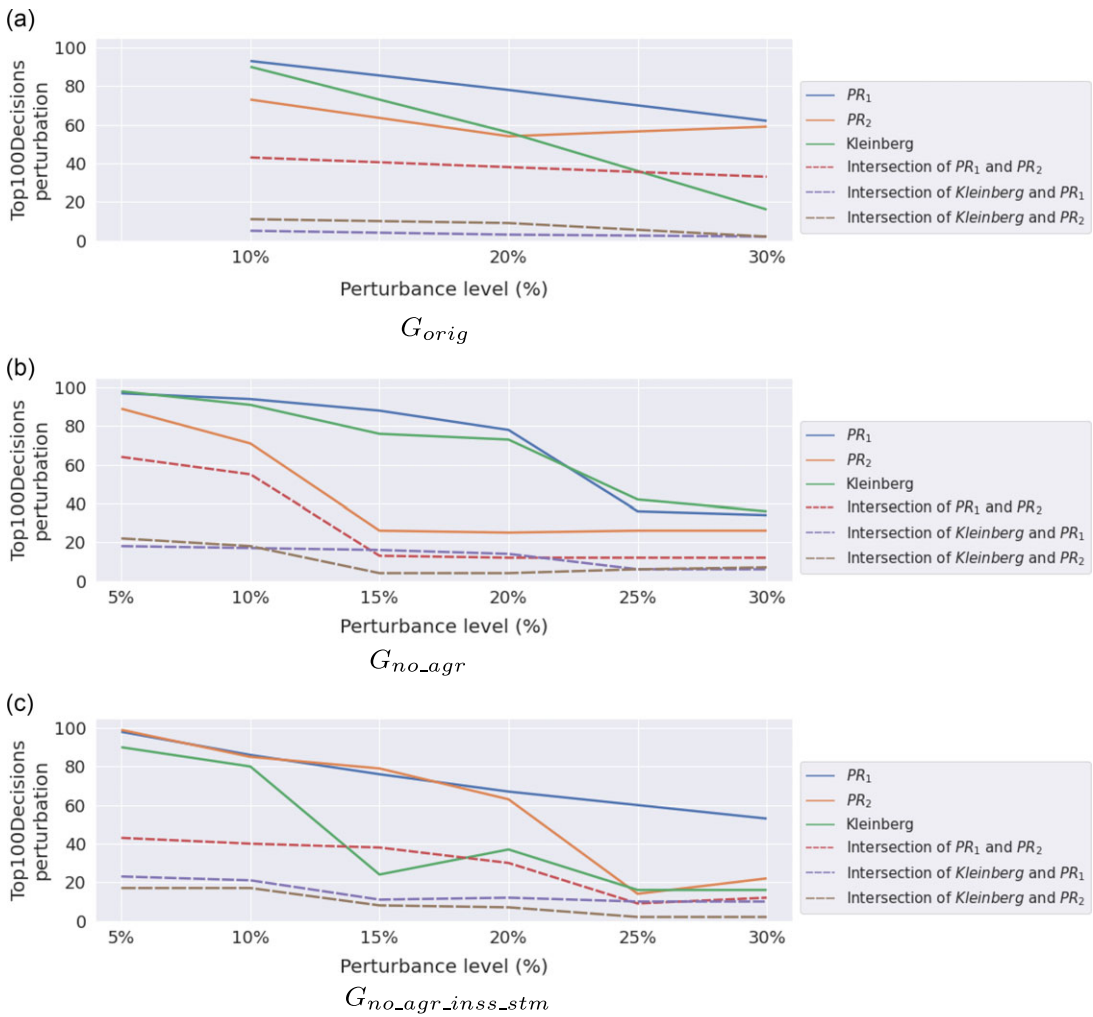 (a)
100
80
60
40
20
0
Top100Decisions
perturbation
10%
20%
30%
Perturbance level (%)
PR1
PR2
Kleinberg
Intersection of PR1 and PR2
Intersection of Kleinberg and PR1
Intersection of Kleinberg and PR2
G_orig
(b)
100
80
60
40
20
0
Top100Decisions
perturbation
5%
10%
15%
20%
25%
30%
Perturbance level (%)
PR1
PR2
Kleinberg
Intersection of PR1 and PR2
Intersection of Kleinberg and PR1
Intersection of Kleinberg and PR2
G_no_agr
(c)
100
80
60
40
20
0
Top100Decisions
perturbation
5%
10%
15%
20%
25%
30%
Perturbance level (%)
PR1
PR2
Kleinberg
Intersection of PR1 and PR2
Intersection of Kleinberg and PR1
Intersection of Kleinberg and PR2
G_no_agr_inss_stm